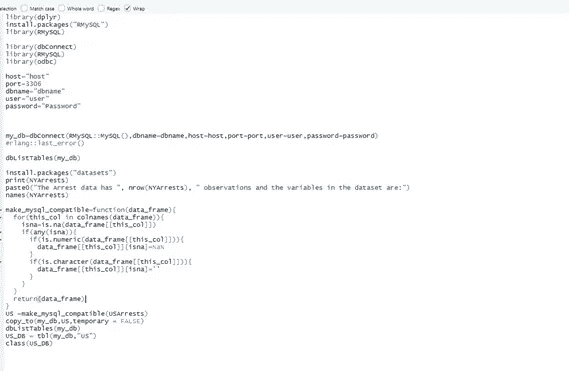 election Match case Whole word Regex Wrap
library(dplyr)
install.packages("RMySQL")
library(RMySQL)
library(dbConnect)
library(RMySQL)
library(odbc)
host="host"
port=3306
dbname="dbname"
user="user"
password="Password"
my_db=dbConnect(RMySQL::MySQL(),dbname=dbname,host=host,port=port,user=user,password=password)
#rlang::last_error()
dbListTables(my_db)
install.packages("datasets")
print(NYArrests)
paste0("The Arrest data has ", nrow(NYArrests), " observations and the variables in the dataset are:")
names(NYArrests)
make_mysql_compatible=function(data_frame){
for(this_col in colnames(data_frame)){
isna=is.na(data_frame[[this_col]])
if(any(isna)){
if(is.numeric(data_frame[[this_col]])){
data_frame[[this_col]][isna]=NaN
}
if(is.character(data_frame[[this_col]])){
data_frame[[this_col]][isna]=''
}
}
}
return(data_frame)
}
US =make_mysql_compatible(USArrests)
copy_to(my_db,US,temporary = FALSE)
dbListTables(my_db)
US_DB = tbl(my_db,"US")
class(US_DB)